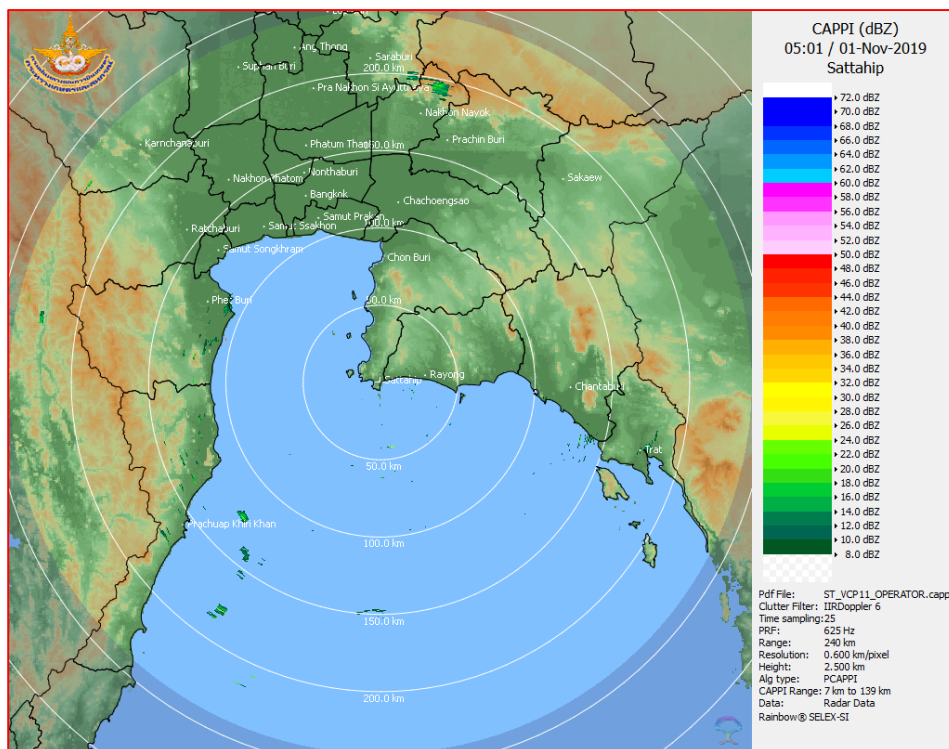 CAPPI (dBZ)
05:01 / 01-Nov-2019
Sattahip
72.0 dBZ
70.0 dBZ
68.0 dBZ
66.0 dBZ
64.0 dBZ
62.0 dBZ
60.0 dBZ
58.0 dBZ
56.0 dBZ
54.0 dBZ
52.0 dBZ
50.0 dBZ
48.0 dBZ
46.0 dBZ
44.0 dBZ
42.0 dBZ
40.0 dBZ
38.0 dBZ
36.0 dBZ
34.0 dBZ
32.0 dBZ
30.0 dBZ
28.0 dBZ
26.0 dBZ
24.0 dBZ
22.0 dBZ
20.0 dBZ
18.0 dBZ
16.0 dBZ
14.0 dBZ
12.0 dBZ
10.0 dBZ
8.0 dBZ
Pdf File: ST_VCP11_OPERATOR.capp
Clutter Filter: IIRDoppler 6
Time sampling:25
PRF: 625 Hz
Range: 240 km
Resolution: 0.600 km/pixel
Height: 2.500 km
Alg type: PCAPPI
CAPPI Range: 7 km to 139 km
Data: Radar Data
Rainbow® SELEX-SI
Ang Thong
Saraburi
Suphan Buri
200.0 km
Pra Nakhon Si Ayutthaya
Nakhon Nayok
Karnchanaburi
Phatum Thani
Prachin Buri
Nonthaburi
Nakhon Phatom
Sakaew
Bangkok
Chachoengsao
Samut Prakan
Ratchaburi
Samut Ssakhon
100.0 km
Samut Songkhram
Chon Buri
Phet Buri
50.0 km
Rayong
Sattahip
Chantaburi
Trat
50.0 km
Prachuap Khiri Khan
100.0 km
150.0 km
200.0 km